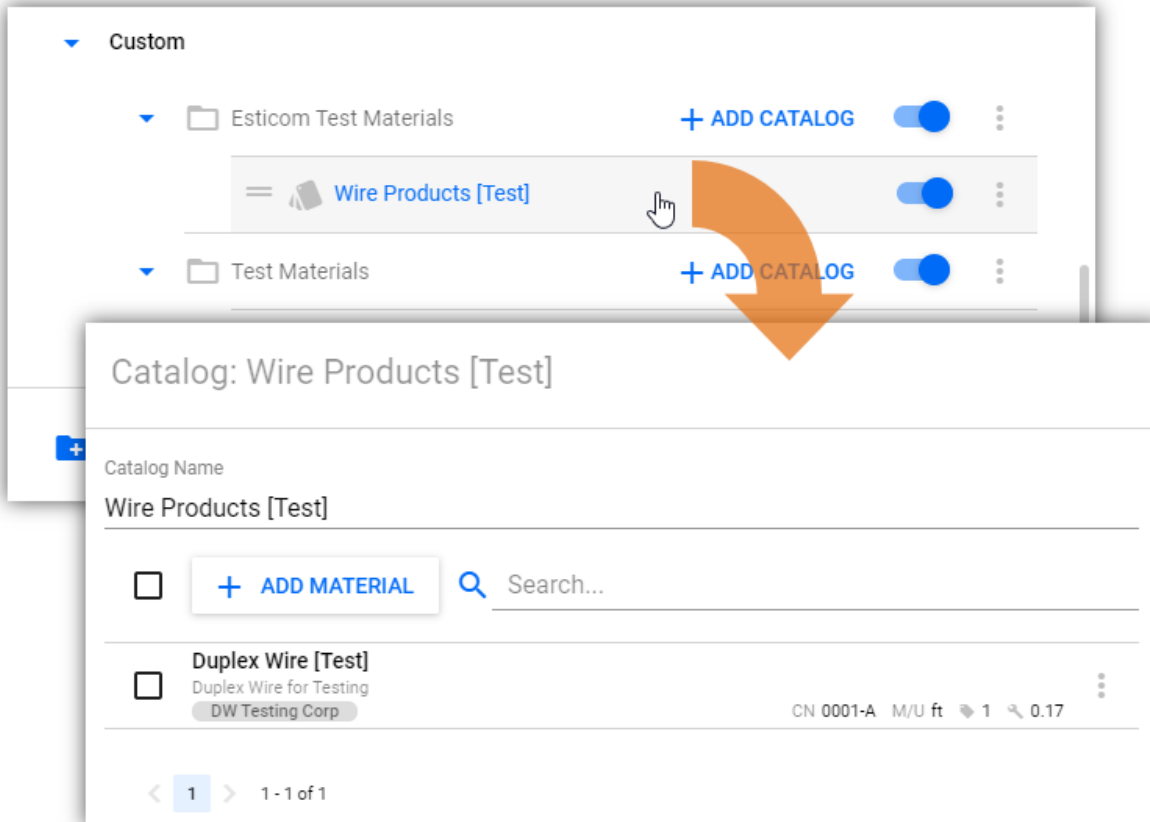 Custom
Esticom Test Materials + ADD CATALOG
Wire Products [Test]
Test Materials + ADD CATALOG
Catalog: Wire Products [Test]
Catalog Name
Wire Products [Test]
+ ADD MATERIAL Search...
Duplex Wire [Test]
Duplex Wire for Testing
DW Testing Corp
CN 0001-A M/U ft 1 0.17
< 1 > 1 - 1 of 1